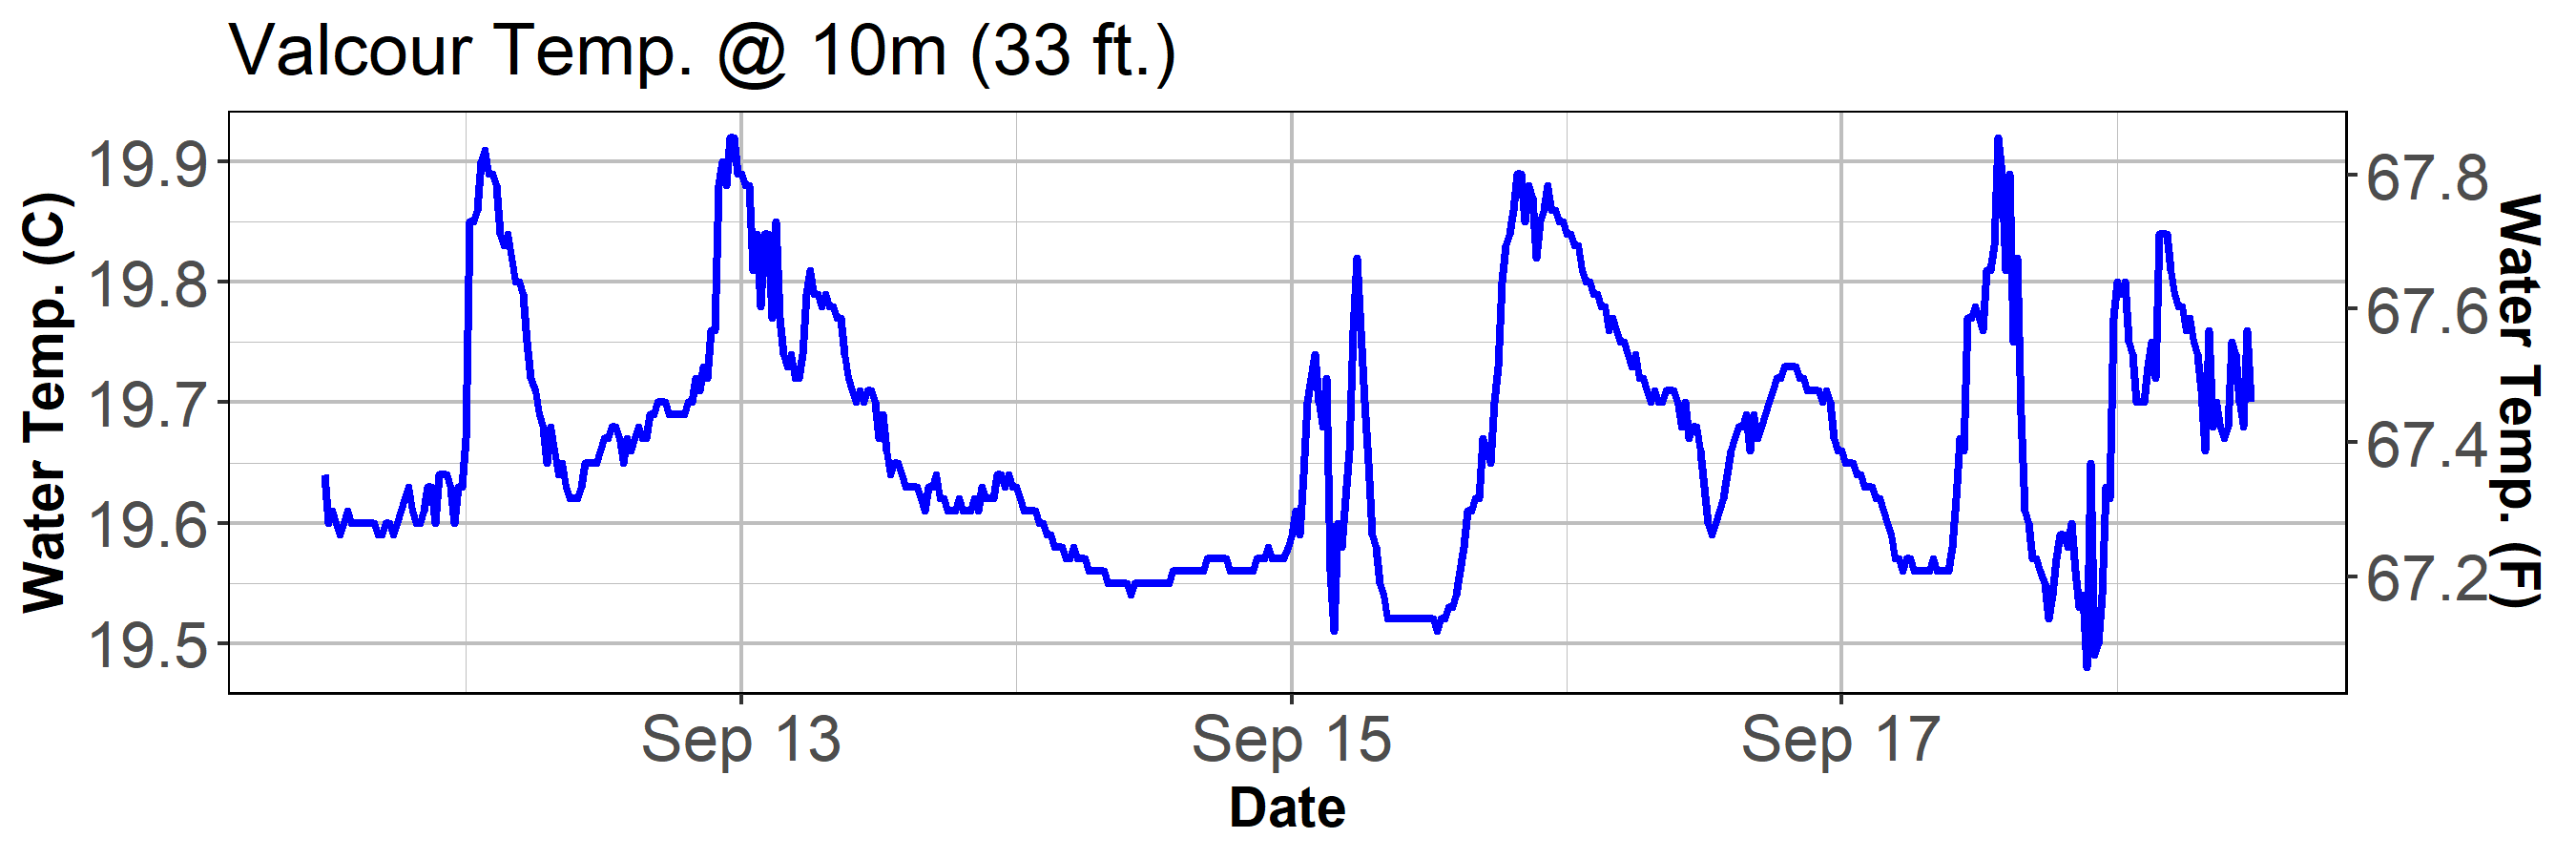 Valcour Temp. @ 10m (33 ft.)
Water Temp. (C)
19.9
19.8
19.7
19.6
19.5
67.8
67.6
67.4
67.2
Water Temp. (F)
Sep 13 Sep 15 Sep 17
Date